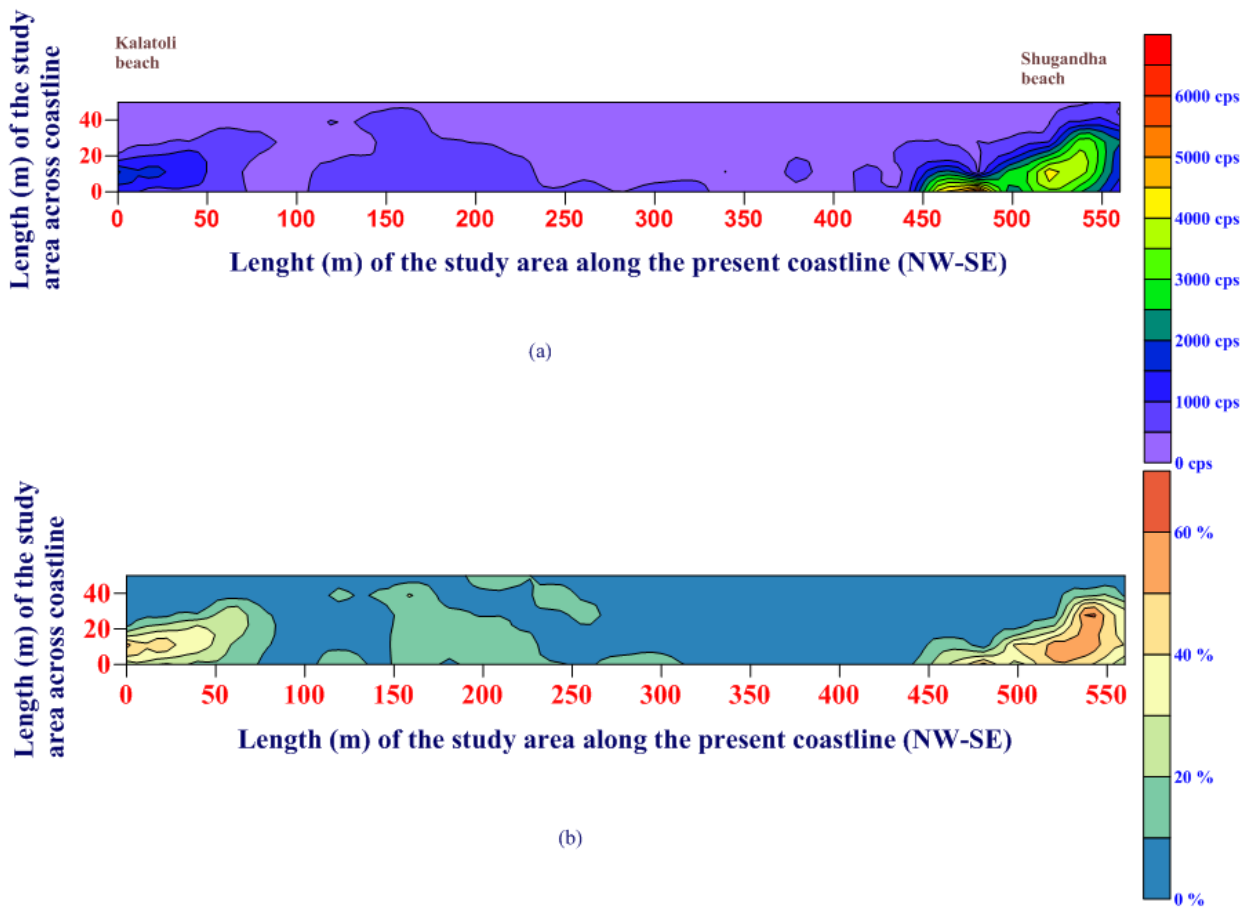 Kalatoli
beach
Shugandha
beach
Length (m) of the study
area across coastline
40
20
0
0 50 100 150 200 250 300 350 400 450 500 550
Lenght (m) of the study area along the present coastline (NW-SE)
(a)
6000 cps
5000 cps
4000 cps
3000 cps
2000 cps
1000 cps
0 cps
Length (m) of the study
area across coastline
40
20
0
0 50 100 150 200 250 300 350 400 450 500 550
Length (m) of the study area along the present coastline (NW-SE)
(b)
60 %
40 %
20 %
0 %